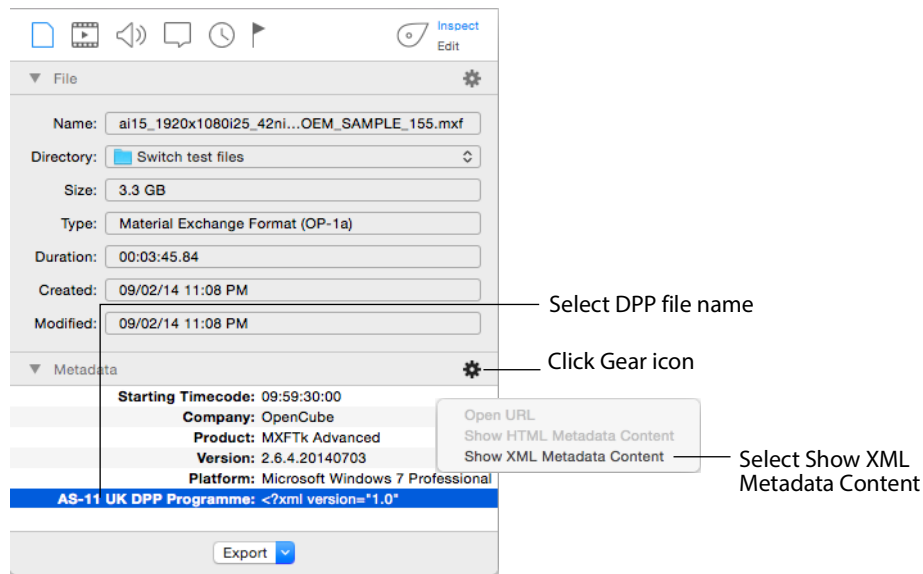 Inspect
Edit
File
Name: ai15_1920x1080i25_42ni...OEM_SAMPLE_155.mxf
Directory: Switch test files
Size: 3.3 GB
Type: Material Exchange Format (OP-1a)
Duration: 00:03:45.84
Created: 09/02/14 11:08 PM
Modified: 09/02/14 11:08 PM
Select DPP file name
Metadata
Click Gear icon
Starting Timecode: 09:59:30:00
Company: OpenCube
Product: MXFTk Advanced
Version: 2.6.4.20140703
Platform: Microsoft Windows 7 Professional
AS-11 UK DPP Programme: <?xml version="1.0"
Open URL
Show HTML Metadata Content
Show XML Metadata Content
Select Show XML
Metadata Content
Export